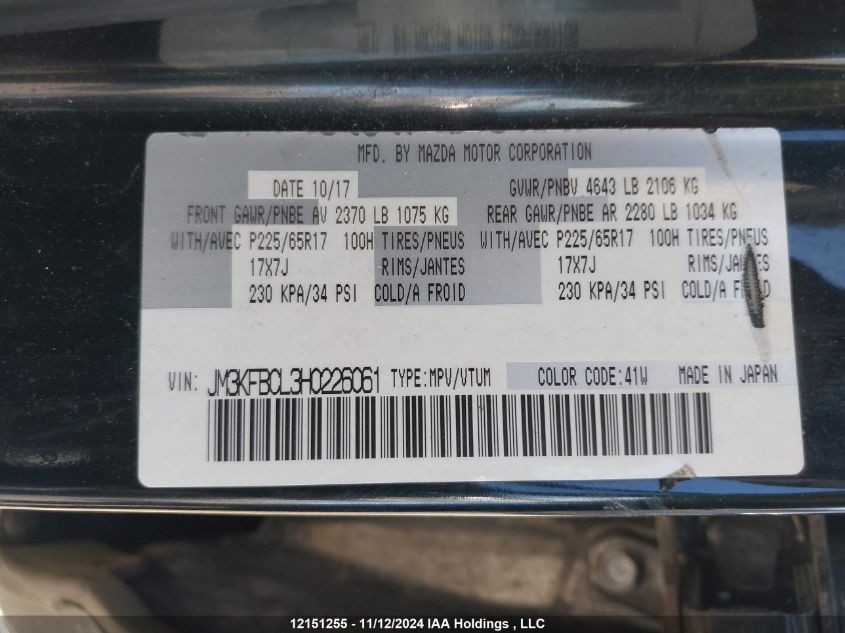 MFD. BY MAZDA MOTOR CORPORATION
DATE 10/17 GVWR/PNBV 4643 LB 2106 KG
FRONT GAWR/PNBE AV 2370 LB 1075 KG REAR GAWR/PNBE AR 2280 LB 1034 KG
WITH/AVEC P225/65R17 100H TIRES/PNEUS WITH/AVEC P225/65R17 100H TIRES/PNEUS
17X7J RIMS/JANTES 17X7J RIMS/JANTES
230 KPA/34 PSI COLD/A FROID 230 KPA/34 PSI COLD/A FROID
VIN: JM3KFBCL3H0226061 TYPE:MPV/VTUM COLOR CODE:41W MADE IN JAPAN
12151255 - 11/12/2024 IAA Holdings , LLC